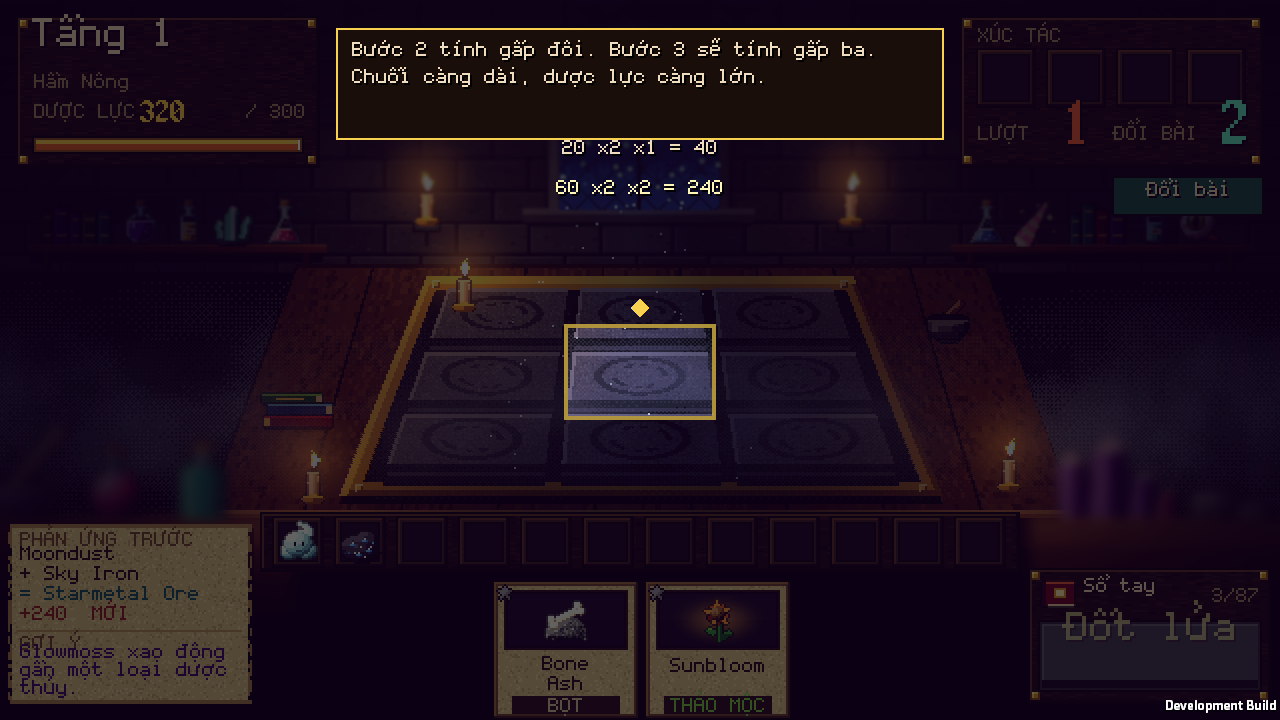 Tầng 1
Hầm Nông
DƯỢC LỰC 320 / 300
Bước 2 tính gấp đôi. Bước 3 sẽ tính gấp ba.
Chuỗi càng dài, dược lực càng lớn.
20 x2 x1 = 40
60 x2 x2 = 240
XÚC TÁC
LƯỢT 1 ĐỔI BÀI 2
Đổi bài
PHẢN ỨNG TRƯỚC
Moondust
+ Sky Iron
= Starmetal Ore
+240 MỚI
GỢI Ý
Glowmoss xao động
gần một loại dược
thủy.
Bone
Ash
BỘT
Sunbloom
THẢO MỘC
Sổ tay
3/87
Đốt lửa
Development Build